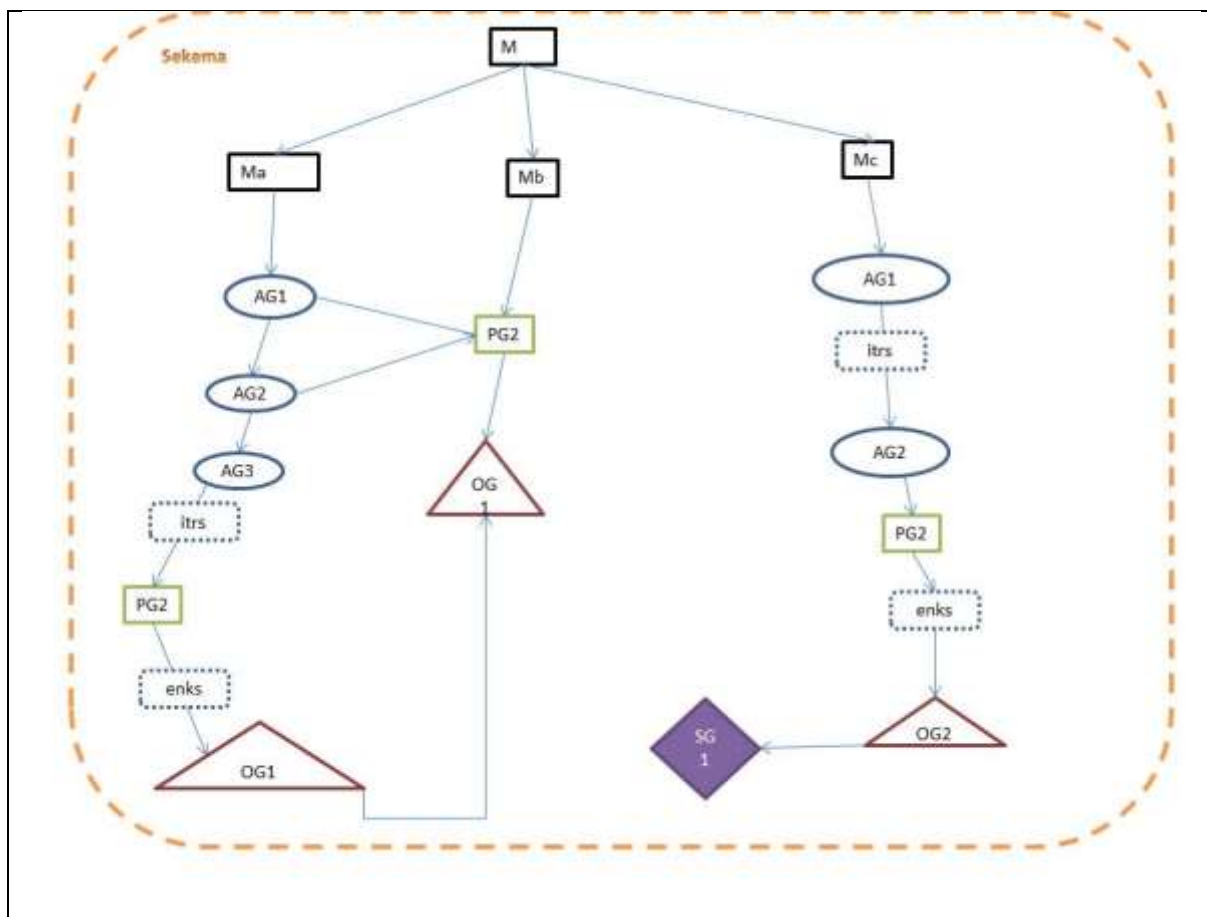 Sekema
M
Ma
Mb
Mc
AG1
AG1
PG2
itrs
AG2
AG2
AG3
OG
1
itrs
PG2
PG2
enks
enks
SG
1
OG2
OG1